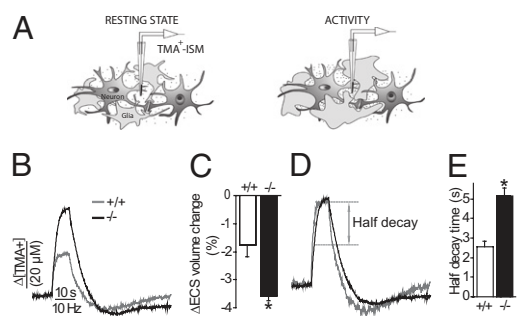 A
RESTING STATE
ACTIVITY
TMA+-ISM
Neuron
Glia
B
+/+
-/-
Δ[TMA+]
(20 µM)
10 s
10 Hz
C
+/+ -/-
0
-1
-2
-3
-4
ΔECS volume change
(%)
*
D
Half decay
E
Half decay time (s)
5
4
3
2
1
0
*
+/+ -/-